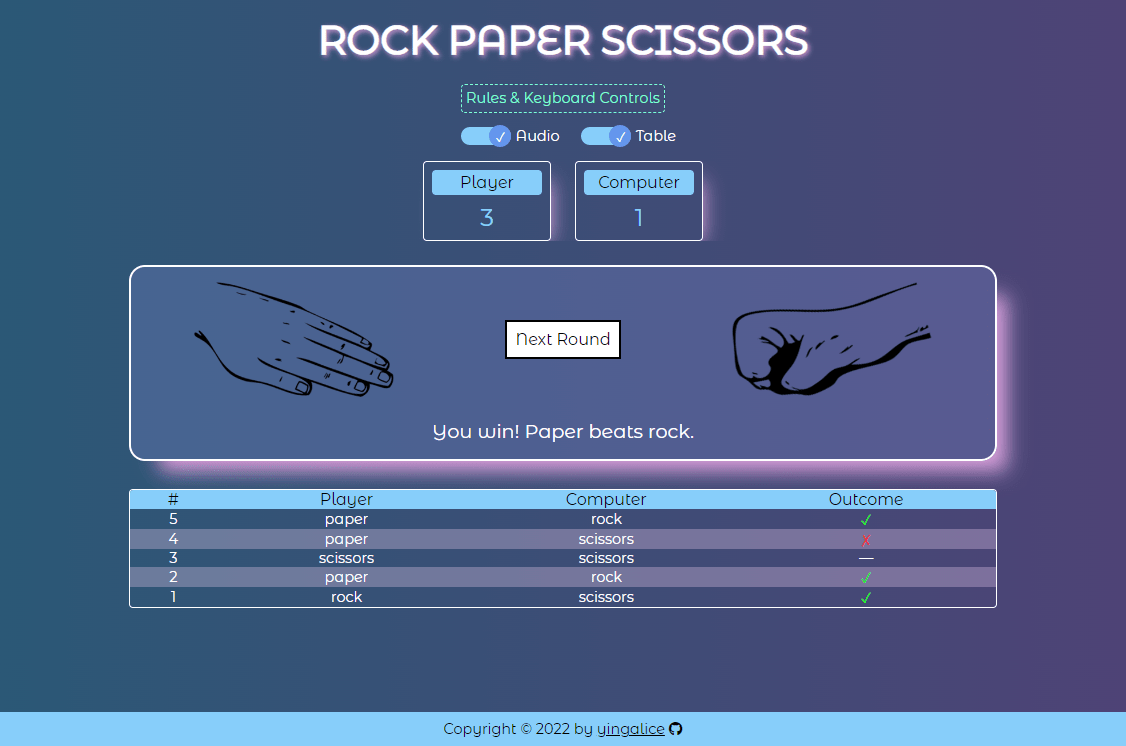 ROCK PAPER SCISSORS
Rules & Keyboard Controls
✓ Audio ✓ Table
Player Computer
3 1
Next Round
You win! Paper beats rock.
# Player Computer Outcome
5 paper rock ✓
4 paper scissors x
3 scissors scissors —
2 paper rock ✓
1 rock scissors ✓
Copyright © 2022 by yingalice